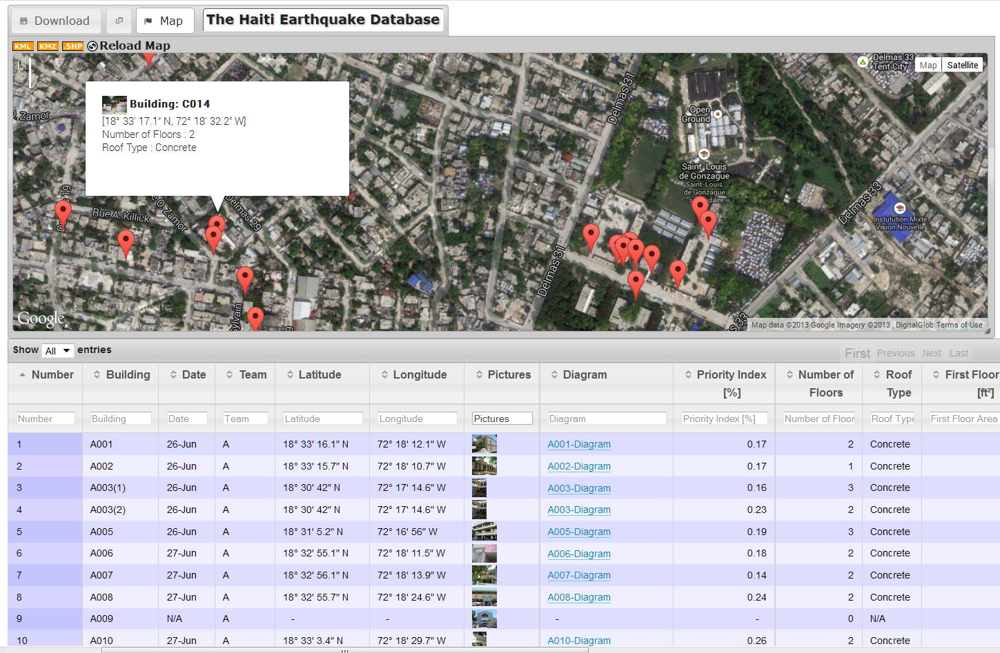 Download
Map
The Haiti Earthquake Database
KML KMZ .SHP Reload Map
Delmas 33
Tent City
Map Satellite
Building: C014
[18° 33' 17.1" N, 72° 18' 32.2" W]
Number of Floors : 2
Roof Type : Concrete
Zamor
Delmas 31
Open
Ground
Saint-Louis
de Gonzague
Saint-Louis
de Gonzague
19
Rue A. Killick
O. Zamor
Delmas 29
Delmas 33
Instutution Mixte
Vision Nouvelle
Delmas 31
Sylvain
33
Google
Map data ©2013 Google Imagery ©2013 , DigitalGlob Terms of Use
Show All entries
First Previous Next Last
Number Building Date Team Latitude Longitude Pictures Diagram Priority Index [%] Number of Floors Roof Type First Floor [ft²]
Number Building Date Team Latitude Longitude Pictures Diagram Priority Index [%] Number of Floor Roof Type First Floor Area
1 A001 26-Jun A 18° 33' 16.1" N 72° 18' 12.1" W A001-Diagram 0.17 2 Concrete
2 A002 26-Jun A 18° 33' 15.7" N 72° 18' 10.7" W A002-Diagram 0.17 1 Concrete
3 A003(1) 26-Jun A 18° 30' 42" N 72° 17' 14.6" W A003-Diagram 0.16 3 Concrete
4 A003(2) 26-Jun A 18° 30' 42" N 72° 17' 14.6" W A003-Diagram 0.23 2 Concrete
5 A005 26-Jun A 18° 31' 5.2" N 72° 16' 56" W A005-Diagram 0.19 3 Concrete
6 A006 27-Jun A 18° 32' 55.1" N 72° 18' 11.5" W A006-Diagram 0.18 2 Concrete
7 A007 27-Jun A 18° 32' 56.1" N 72° 18' 13.9" W A007-Diagram 0.14 2 Concrete
8 A008 27-Jun A 18° 32' 55.7" N 72° 18' 24.6" W A008-Diagram 0.24 2 Concrete
9 A009 N/A A - - - - 0 N/A
10 A010 27-Jun A 18° 33' 3.4" N 72° 18' 29.7" W A010-Diagram 0.26 2 Concrete